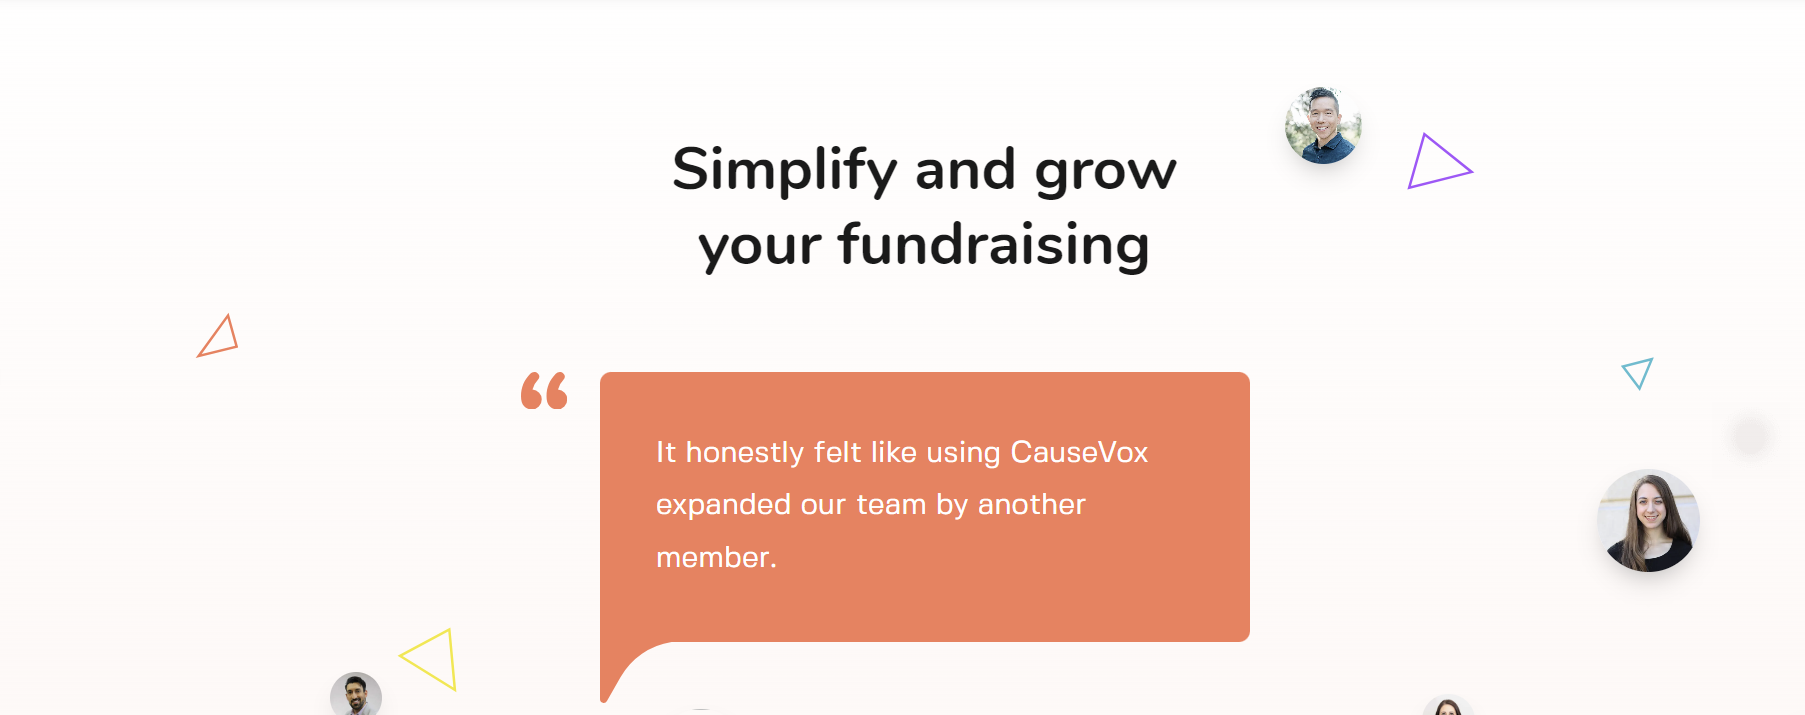 Simplify and grow
your fundraising
“
It honestly felt like using CauseVox
expanded our team by another
member.